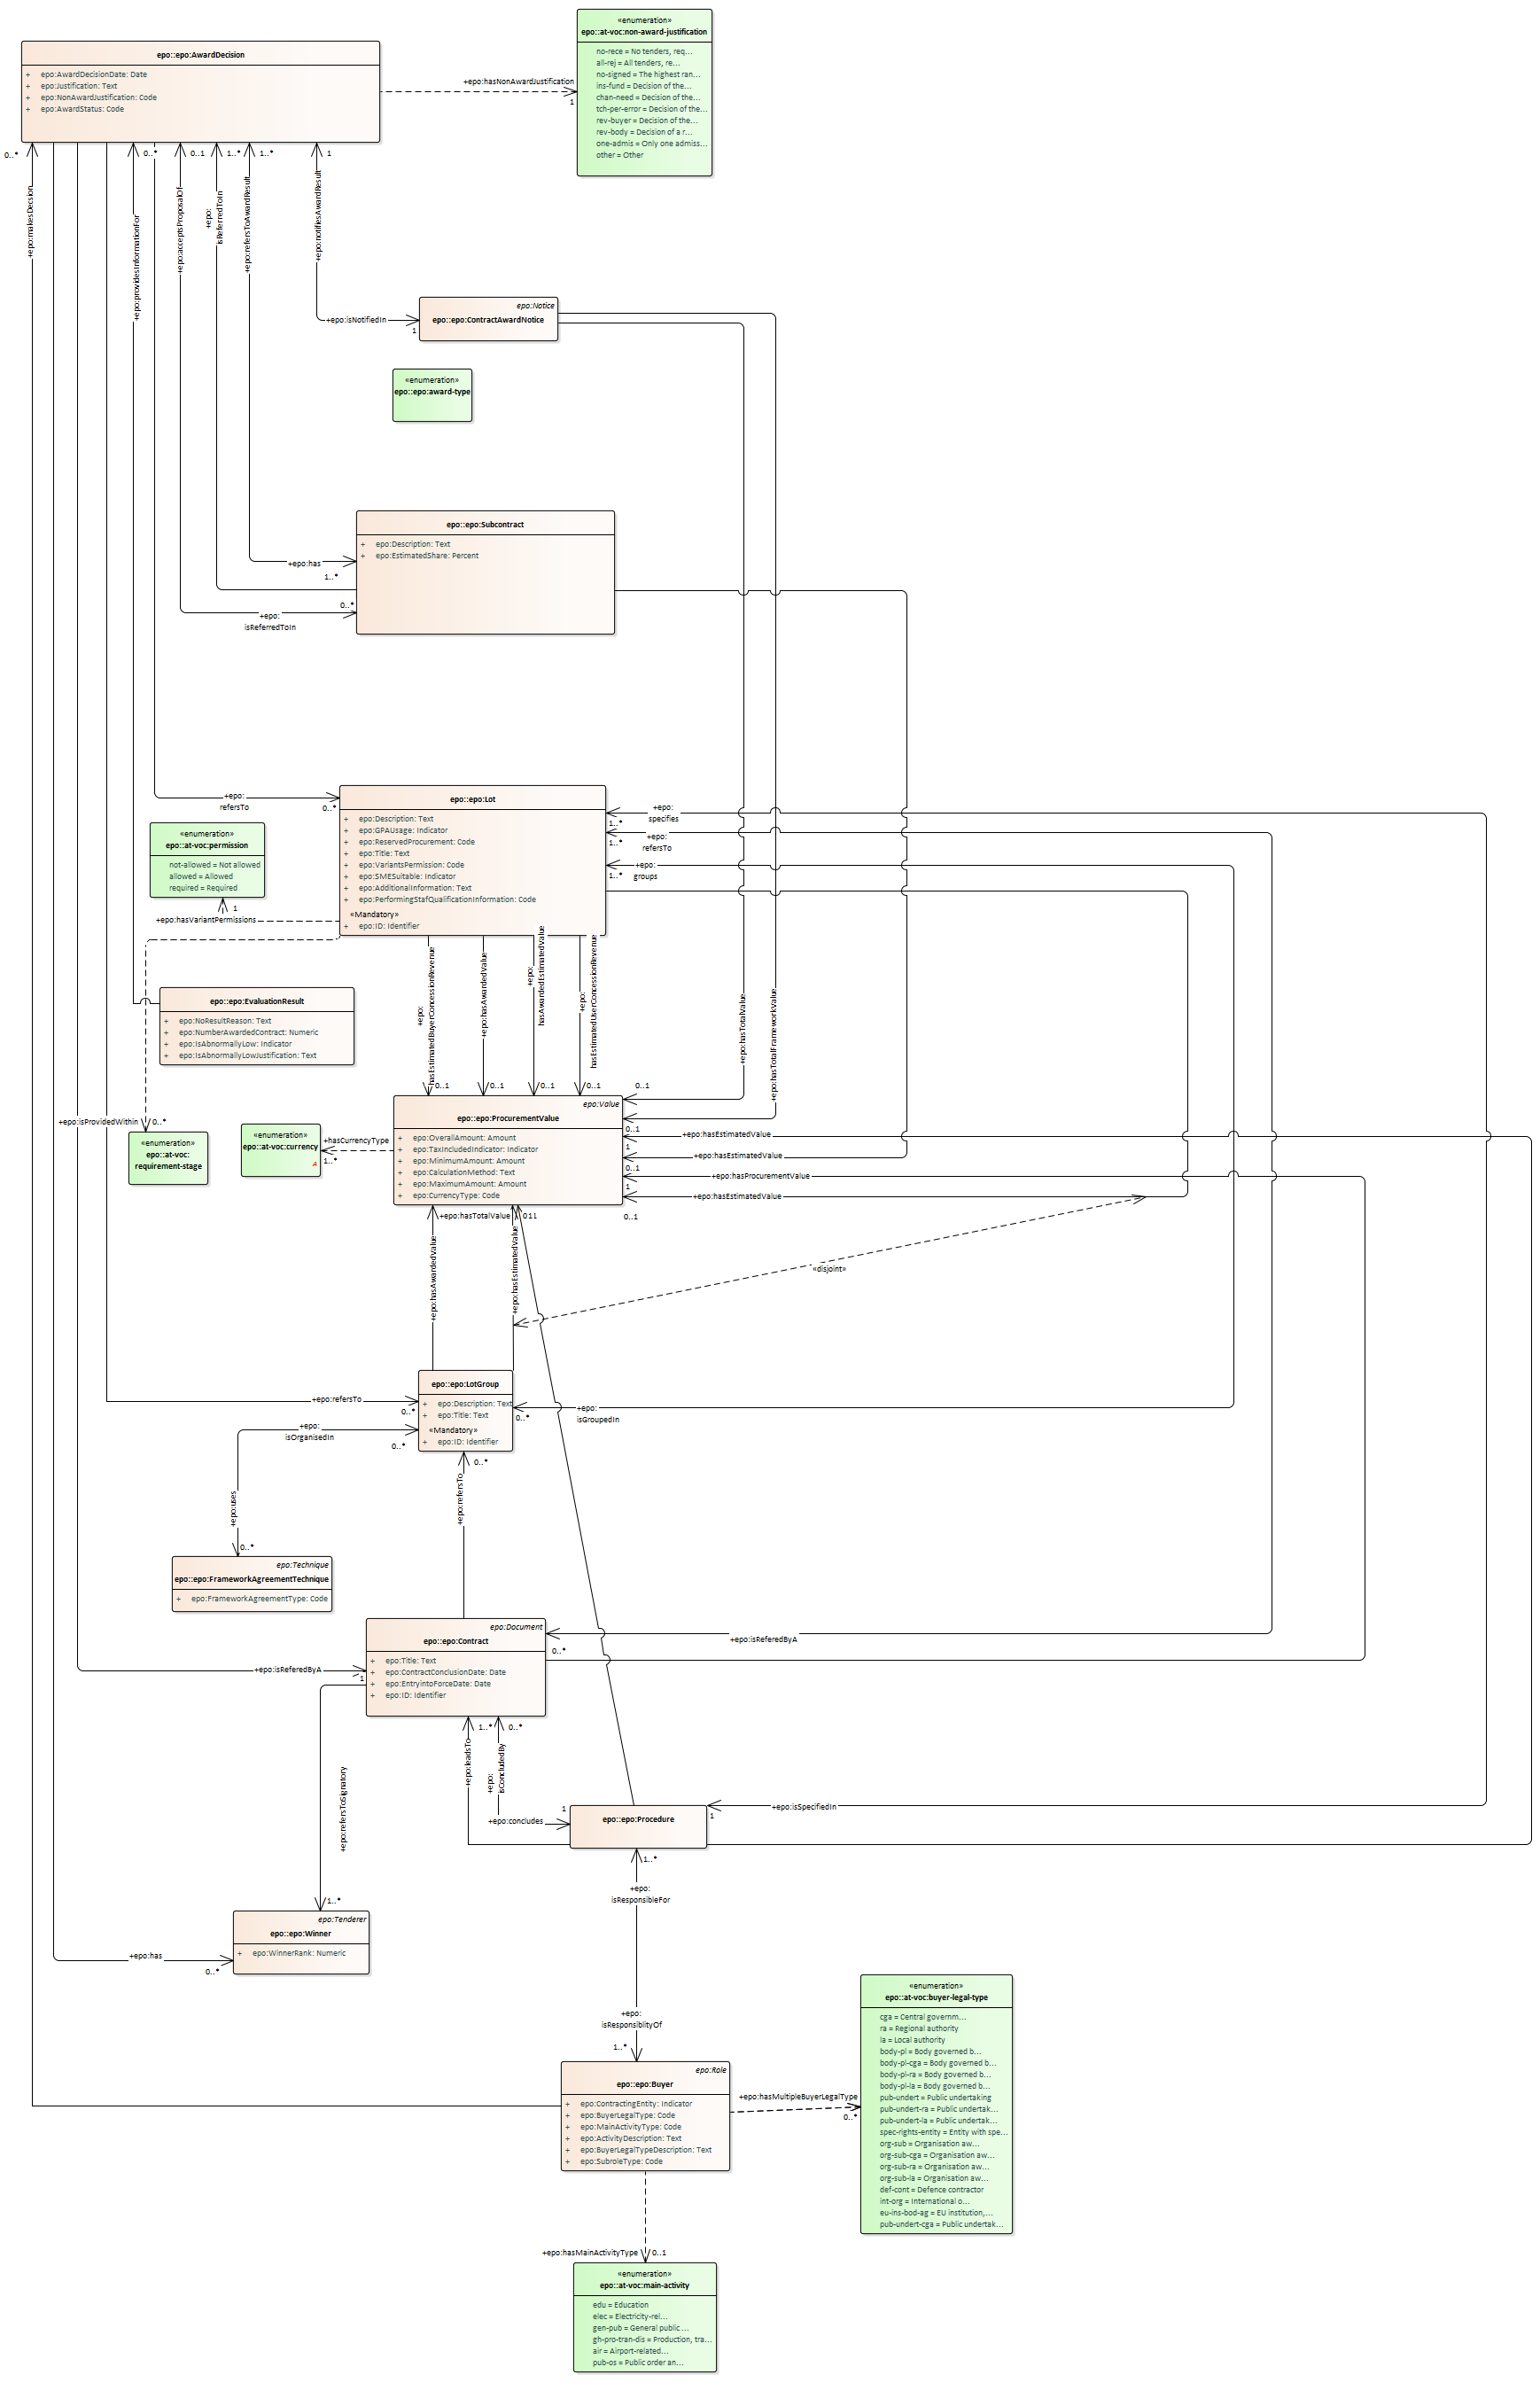 «enumeration»
epo::at-voc:non-award-justification
no-rece = No tenders, req...
all-rej = All tenders, re...
no-signed = The highest ran...
ins-fund = Decision of the...
chan-need = Decision of the...
tch-per-error = Decision of the...
rev-buyer = Decision of the...
rev-body = Decision of a r...
one-admis = Only one admiss...
other = Other
epo::epo:AwardDecision
+ epo:AwardDecisionDate: Date
+ epo:Justification: Text
+ epo:NonAwardJustification: Code
+ epo:AwardStatus: Code
+epo:hasNonAwardJustification
1
0..*
0..*
0..1
1..*
1..*
1
+epo:makesDecsion
+epo:providesInformationFor
+epo:acceptsProposalOf
+epo:
isReferredToIn
+epo:refersToAwardResult
+epo:notifiesAwardResult
epo:Notice
epo::epo:ContractAwardNotice
+epo:isNotifiedIn
1
«enumeration»
epo::epo:award-type
epo::epo:Subcontract
+ epo:Description: Text
+ epo:EstimatedShare: Percent
+epo:has
1..*
0..*
+epo:
isReferredToIn
epo::epo:Lot
+ epo:Description: Text
+ epo:GPAUsage: Indicator
+ epo:ReservedProcurement: Code
+ epo:Title: Text
+ epo:VariantsPermission: Code
+ epo:SMESuitable: Indicator
+ epo:AdditionalInformation: Text
+ epo:PerformingStafQualificationInformation: Code
«Mandatory»
+ epo:ID: Identifier
+epo:
refersTo
0..*
+epo:
specifies
1..*
+epo:
refersTo
1..*
+epo:
groups
1..*
«enumeration»
epo::at-voc:permission
not-allowed = Not allowed
allowed = Allowed
required = Required
1
+epo:hasVariantPermissions
epo::epo:EvaluationResult
+ epo:NoResultReason: Text
+ epo:NumberAwardedContract: Numeric
+ epo:IsAbnormallyLow: Indicator
+ epo:IsAbnormallyLowJustification: Text
+epo:
hasEstimatedBuyerConcessionRevenue
+epo:hasAwardedValue
+epo:
hasAwardedEstimatedValue
+epo:
hasEstimatedUserConcessionRevenue
+epo:hasTotalValue
+epo:hasTotalFrameworkValue
0..1
0..1
0..1
0..1
0..1
+epo:isProvidedWithin
0..*
«enumeration»
epo::at-voc:
requirement-stage
«enumeration»
epo::at-voc:currency
A
+hasCurrencyType
1..*
epo:Value
epo::epo:ProcurementValue
+ epo:OverallAmount: Amount
+ epo:TaxIncludedIndicator: Indicator
+ epo:MinimumAmount: Amount
+ epo:CalculationMethod: Text
+ epo:MaximumAmount: Amount
+ epo:CurrencyType: Code
0..1
+epo:hasEstimatedValue
1
+epo:hasEstimatedValue
0..1
+epo:hasProcurementValue
1
+epo:hasEstimatedValue
0..1
+epo:hasTotalValue
+epo:hasAwardedValue
+epo:hasEstimatedValue
«disjoint»
epo::epo:LotGroup
+ epo:Description: Text
+ epo:Title: Text
«Mandatory»
+ epo:ID: Identifier
+epo:refersTo
0..*
+epo:
isGroupedIn
0..*
+epo:
isOrganisedIn
0..*
0..*
+epo:refersTo
+epo:uses
0..*
epo:Technique
epo::epo:FrameworkAgreementTechnique
+ epo:FrameworkAgreementType: Code
epo:Document
epo::epo:Contract
+ epo:Title: Text
+ epo:ContractConclusionDate: Date
+ epo:EntryintoForceDate: Date
+ epo:ID: Identifier
+epo:isReferedByA
0..*
+epo:isReferedByA
1
1..*
0..*
+epo:leadsTo
+epo:
isConcludedBy
+epo:refersToSignatory
1
+epo:concludes
epo::epo:Procedure
+epo:isSpecifiedIn
1
1..*
+epo:
isResponsibleFor
1..*
epo:Tenderer
epo::epo:Winner
+ epo:WinnerRank: Numeric
+epo:has
0..*
+epo:
isResponsiblityOf
1..*
epo:Role
epo::epo:Buyer
+ epo:ContractingEntity: Indicator
+ epo:BuyerLegalType: Code
+ epo:MainActivityType: Code
+ epo:ActivityDescription: Text
+ epo:BuyerLegalTypeDescription: Text
+ epo:SubroleType: Code
+epo:hasMultipleBuyerLegalType
0..*
«enumeration»
epo::at-voc:buyer-legal-type
cga = Central governm...
ra = Regional authority
la = Local authority
body-pl = Body governed b...
body-pl-cga = Body governed b...
body-pl-ra = Body governed b...
body-pl-la = Body governed b...
pub-undert = Public undertaking
pub-undert-ra = Public undertak...
pub-undert-la = Public undertak...
spec-rights-entity = Entity with spe...
org-sub = Organisation aw...
org-sub-cga = Organisation aw...
org-sub-ra = Organisation aw...
org-sub-la = Organisation aw...
def-cont = Defence contractor
int-org = International o...
eu-ins-bod-ag = EU institution,...
pub-undert-cga = Public undertak...
+epo:hasMainActivityType
0..1
«enumeration»
epo::at-voc:main-activity
edu = Education
elec = Electricity-rel...
gen-pub = General public ...
gh-pro-tran-dis = Production, tra...
air = Airport-related...
pub-os = Public order an...